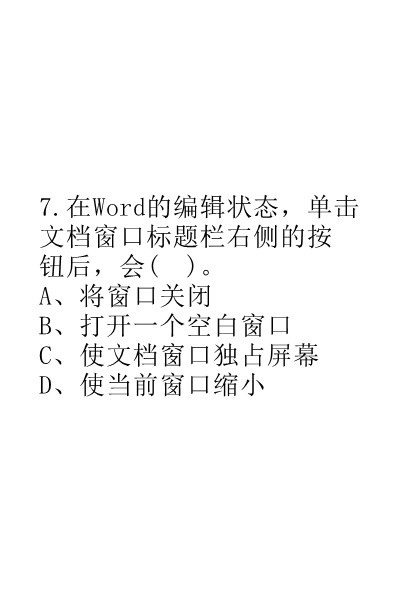 7.在Word的编辑状态，单击
文档窗口标题栏右侧的按
钮后，会(  )。
A、将窗口关闭
B、打开一个空白窗口
C、使文档窗口独占屏幕
D、使当前窗口缩小